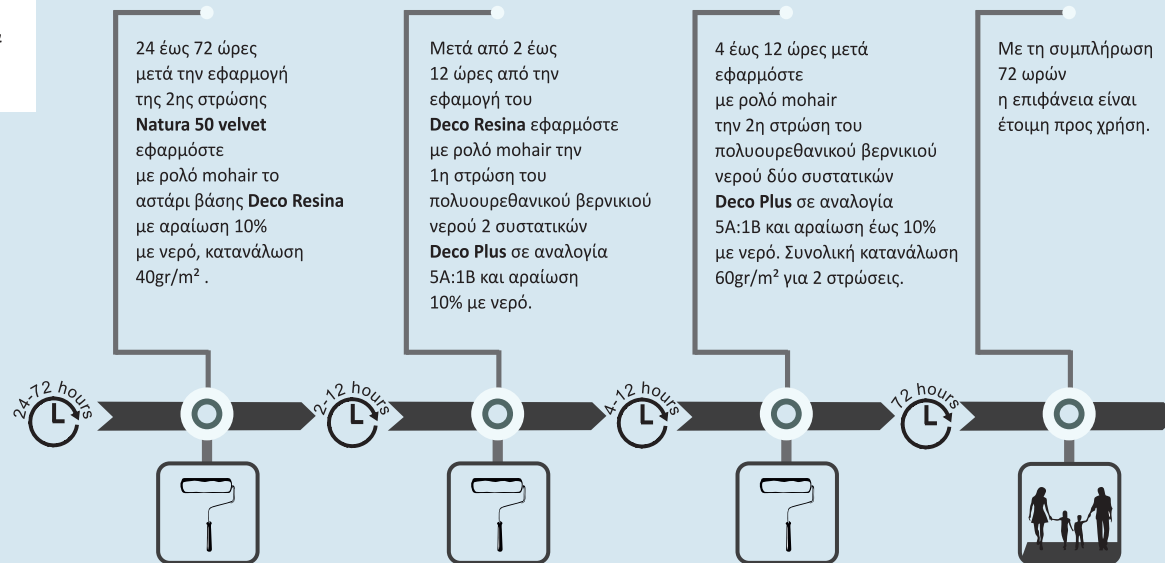 24 έως 72 ώρες
μετά την εφαρμογή
της 2ης στρώσης
Natura 50 velvet
εφαρμόστε
με ρολό mohair το
αστάρι βάσης Deco Resina
με αραίωση 10%
με νερό, κατανάλωση
40gr/m² .
Μετά από 2 έως
12 ώρες από την
εφαμογή του
Deco Resina εφαρμόστε
με ρολό mohair την
1η στρώση του
πολυουρεθανικού βερνικιού
νερού 2 συστατικών
Deco Plus σε αναλογία
5Α:1Β και αραίωση
10% με νερό.
4 έως 12 ώρες μετά
εφαρμόστε
με ρολό mohair
την 2η στρώση του
πολυουρεθανικού βερνικιού
νερού δύο συστατικών
Deco Plus σε αναλογία
5Α:1Β και αραίωση έως 10%
με νερό. Συνολική κατανάλωση
60gr/m² για 2 στρώσεις.
Με τη συμπλήρωση
72 ωρών
η επιφάνεια είναι
έτοιμη προς χρήση.
24-72 hours
2-12 hours
4-12 hours
72 hours